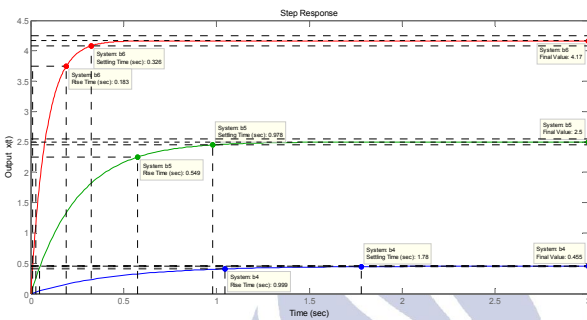 Step Response
4.5
4
3.5
3
2.5
2
1.5
1
0.5
0
Output x(t)
System: b6
Settling Time (sec): 0.326
System: b6
Rise Time (sec): 0.183
System: b6
Final Value: 4.17
System: b5
Settling Time (sec): 0.978
System: b5
Final Value: 2.5
System: b5
Rise Time (sec): 0.549
System: b4
Settling Time (sec): 1.78
System: b4
Final Value: 0.455
System: b4
Rise Time (sec): 0.999
0
0.5
1
1.5
2
2.5
Time (sec)